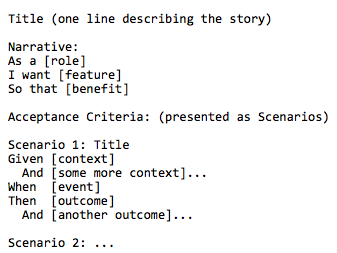 Title (one line describing the story)
Narrative:
As a [role]
I want [feature]
So that [benefit]
Acceptance Criteria: (presented as Scenarios)
Scenario 1: Title
Given [context]
And [some more context]...
When [event]
Then [outcome]
And [another outcome]...
Scenario 2: ...